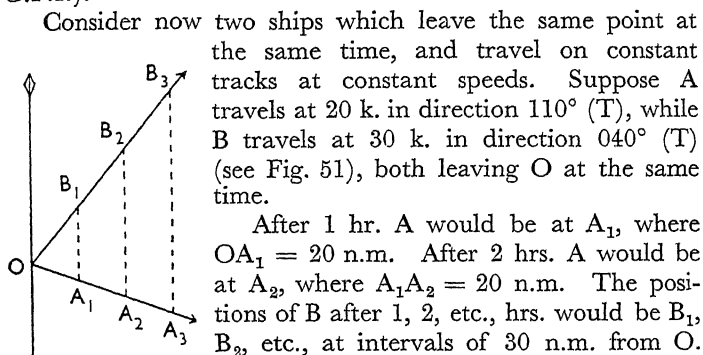 Consider now two ships which leave the same point at
the same time, and travel on constant
tracks at constant speeds. Suppose A
travels at 20 k. in direction 110° (T), while
B travels at 30 k. in direction 040° (T)
(see Fig. 51), both leaving O at the same
time.
After 1 hr. A would be at A₁, where
OA₁ = 20 n.m. After 2 hrs. A would be
at A₂, where A₁A₂ = 20 n.m. The posi-
tions of B after 1, 2, etc., hrs. would be B₁,
B₂, etc., at intervals of 30 n.m. from O.
B₃
B₂
B₁
O
A₁
A₂
A₃